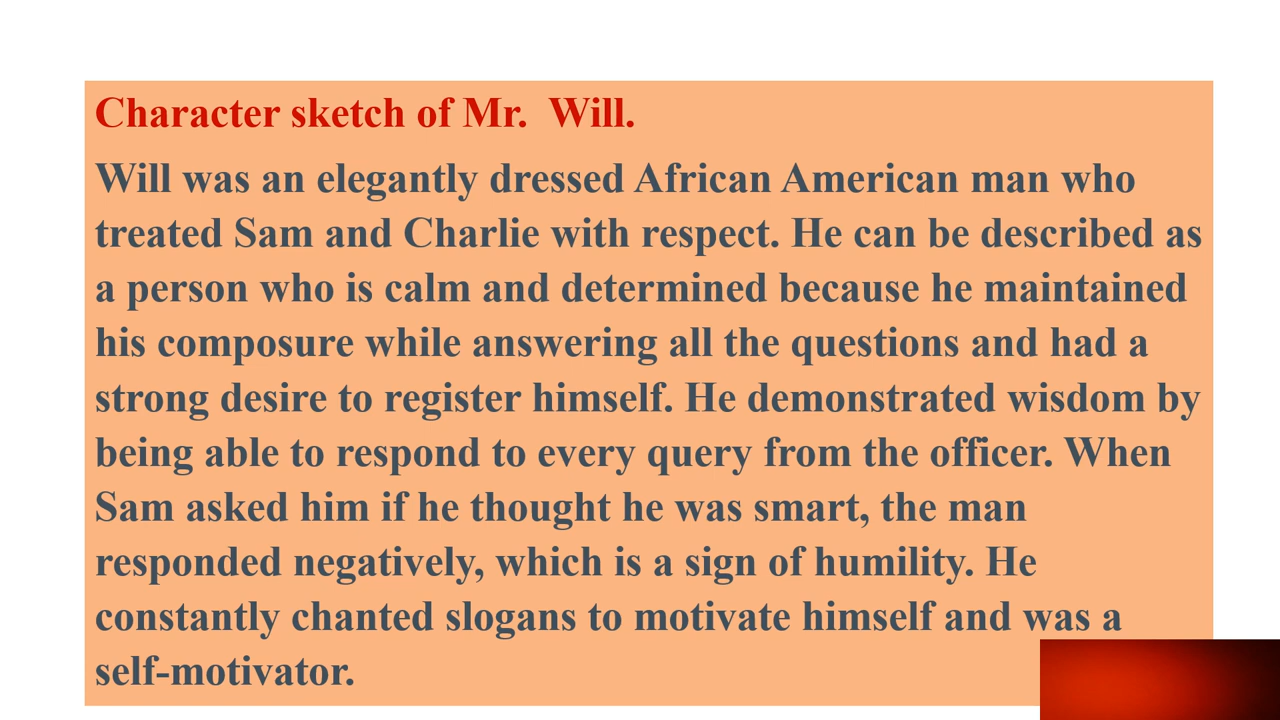 Character sketch of Mr.  Will.
Will was an elegantly dressed African American man who
treated Sam and Charlie with respect. He can be described as
a person who is calm and determined because he maintained
his composure while answering all the questions and had a
strong desire to register himself. He demonstrated wisdom by
being able to respond to every query from the officer. When
Sam asked him if he thought he was smart, the man
responded negatively, which is a sign of humility. He
constantly chanted slogans to motivate himself and was a
self-motivator.